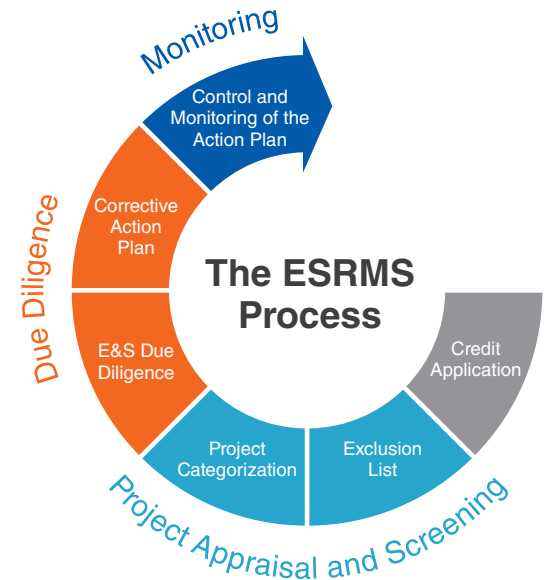 The ESRMS
Process
Credit
Application
Exclusion
List
Project
Categorization
Project Appraisal and Screening
E&S Due
Diligence
Corrective
Action
Plan
Due Diligence
Control and
Monitoring of the
Action Plan
Monitoring